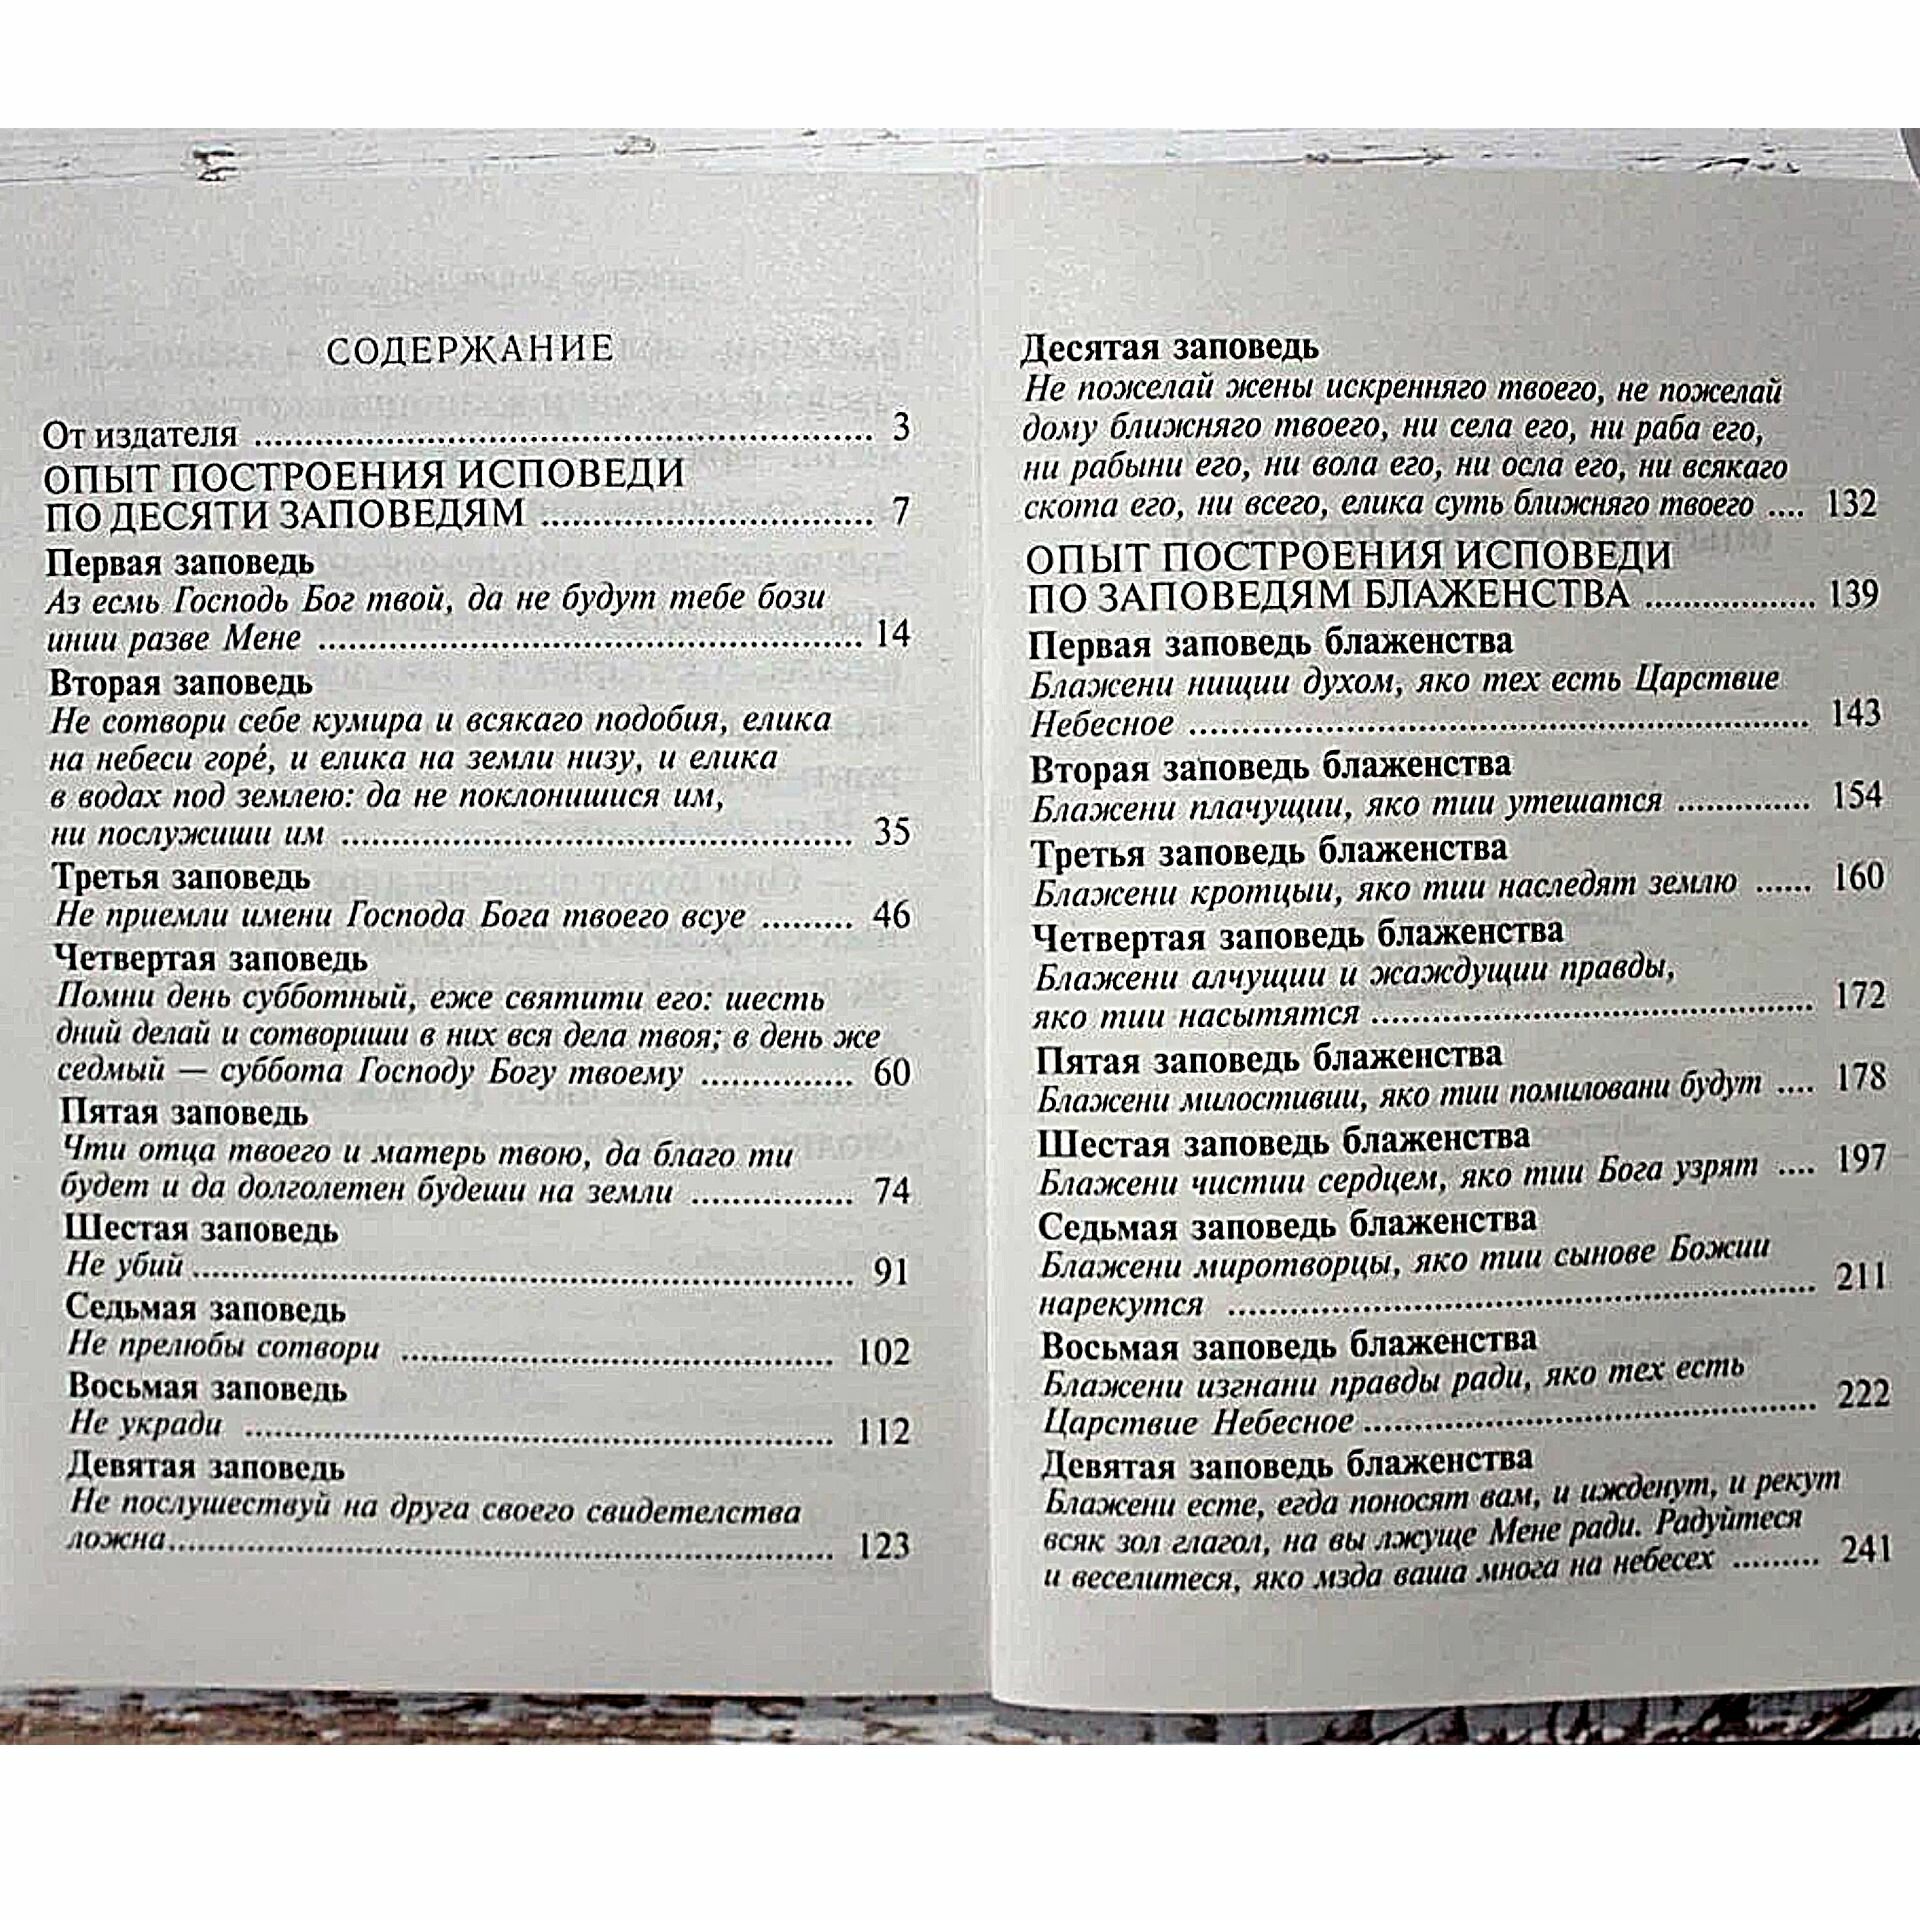 СОДЕРЖАНИЕ
От издателя ........................ 3
ОПЫТ ПОСТРОЕНИЯ ИСПОВЕДИ
ПО ДЕСЯТИ ЗАПОВЕДЯМ ........................ 7
Первая заповедь
Аз есмь Господь Бог твой, да не будут тебе бози
инии разве Мене ........................ 14
Вторая заповедь
Не сотвори себе кумира и всякаго подобия, елика
на небеси горе́, и елика на земли низу, и елика
в водах под землею: да не поклонишися им,
ни послужиши им ........................ 35
Третья заповедь
Не приемли имени Господа Бога твоего всуе ......... 46
Четвертая заповедь
Помни день субботный, еже святити его: шесть
дний делай и сотвориши в них вся дела твоя; в день же
седмый — суббота Господу Богу твоему ............... 60
Пятая заповедь
Чти отца твоего и матерь твою, да благо ти
будет и да долголетен будеши на земли ................ 74
Шестая заповедь
Не убий ........................ 91
Седьмая заповедь
Не прелюбы сотвори ........................ 102
Восьмая заповедь
Не укради ........................ 112
Девятая заповедь
Не послушествуй на друга своего свидетелства
ложна ........................ 123
Десятая заповедь
Не пожелай жены искренняго твоего, не пожелай
дому ближняго твоего, ни села его, ни раба его,
ни рабыни его, ни вола его, ни осла его, ни всякаго
скота его, ни всего, елика суть ближняго твоего .... 132
ОПЫТ ПОСТРОЕНИЯ ИСПОВЕДИ
ПО ЗАПОВЕДЯМ БЛАЖЕНСТВА .................. 139
Первая заповедь блаженства
Блажени нищии духом, яко тех есть Царствие
Небесное ........................ 143
Вторая заповедь блаженства
Блажени плачущии, яко тии утешатся .............. 154
Третья заповедь блаженства
Блажени кротцыи, яко тии наследят землю ...... 160
Четвертая заповедь блаженства
Блажени алчущии и жаждущии правды,
яко тии насытятся ........................ 172
Пятая заповедь блаженства
Блажени милостивии, яко тии помиловани будут .... 178
Шестая заповедь блаженства
Блажени чистии сердцем, яко тии Бога узрят .... 197
Седьмая заповедь блаженства
Блажени миротворцы, яко тии сынове Божии
нарекутся ........................ 211
Восьмая заповедь блаженства
Блажени изгнани правды ради, яко тех есть
Царствие Небесное ........................ 222
Девятая заповедь блаженства
Блажени есте, егда поносят вам, и ижденут, и рекут
всяк зол глагол, на вы лжуще Мене ради. Радуйтеся
и веселитеся, яко мзда ваша многа на небесех ......... 241